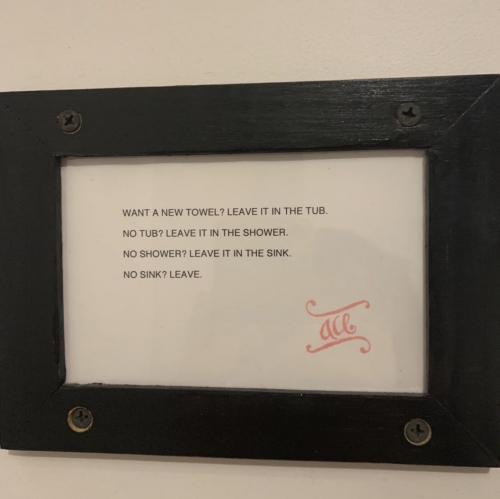 WANT A NEW TOWEL? LEAVE IT IN THE TUB.
NO TUB? LEAVE IT IN THE SHOWER.
NO SHOWER? LEAVE IT IN THE SINK.
NO SINK? LEAVE.
ace